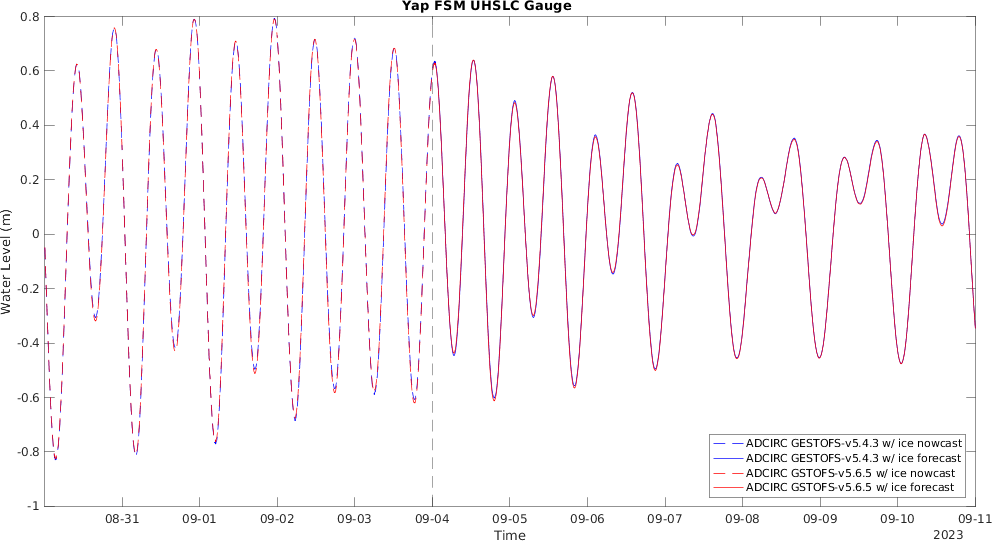 Yap FSM UHSLC Gauge
0.8
0.6
0.4
0.2
0
-0.2
-0.4
-0.6
-0.8
-1
Water Level (m)
ADCIRC GESTOFS-v5.4.3 w/ ice nowcast
ADCIRC GESTOFS-v5.4.3 w/ ice forecast
ADCIRC GSTOFS-v5.6.5 w/ ice nowcast
ADCIRC GSTOFS-v5.6.5 w/ ice forecast
08-31 09-01 09-02 09-03 09-04 09-05 09-06 09-07 09-08 09-09 09-10 09-11
Time
2023